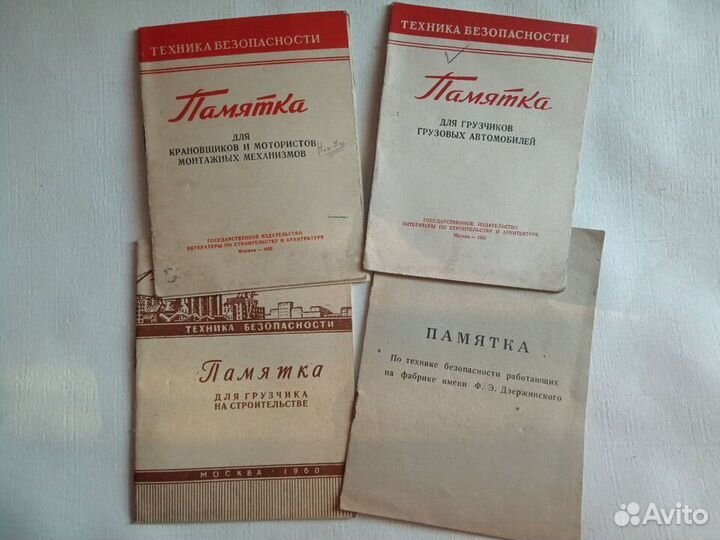 ТЕХНИКА БЕЗОПАСНОСТИ
Памятка
ДЛЯ
КРАНОВЩИКОВ И МОТОРИСТОВ
МОНТАЖНЫХ МЕХАНИЗМОВ
ГОСУДАРСТВЕННОЕ ИЗДАТЕЛЬСТВО
ЛИТЕРАТУРЫ ПО СТРОИТЕЛЬСТВУ И АРХИТЕКТУРЕ
Москва —
ТЕХНИКА БЕЗОПАСНОСТИ
Памятка
ДЛЯ ГРУЗЧИКОВ
ГРУЗОВЫХ АВТОМОБИЛЕЙ
ГОСУДАРСТВЕННОЕ ИЗДАТЕЛЬСТВО
ЛИТЕРАТУРЫ ПО СТРОИТЕЛЬСТВУ И АРХИТЕКТУРЕ
Москва —
ТЕХНИКА БЕЗОПАСНОСТИ
Памятка
ДЛЯ ГРУЗЧИКА
НА СТРОИТЕЛЬСТВЕ
МОСКВА · 1960
ПАМЯТКА
По технике безопасности работающих
на фабрике имени Ф. Э. Дзержинского
Avito